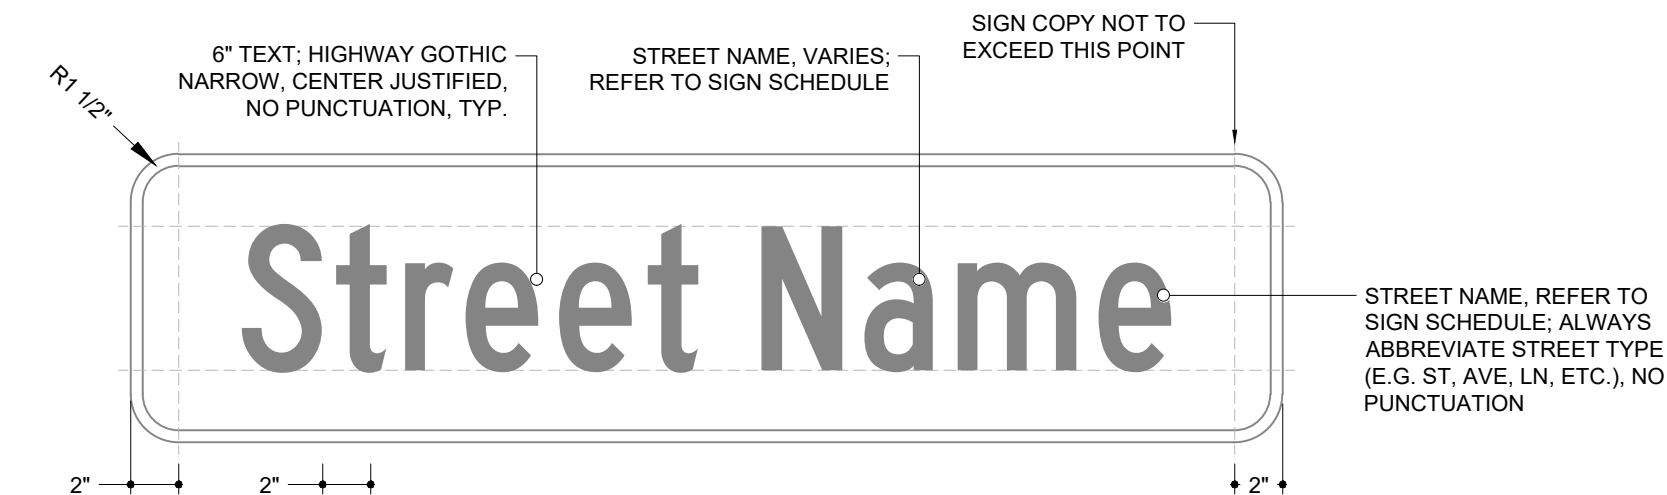 SIGN COPY NOT TO
EXCEED THIS POINT
6" TEXT; HIGHWAY GOTHIC
NARROW, CENTER JUSTIFIED,
NO PUNCTUATION, TYP.
STREET NAME, VARIES;
REFER TO SIGN SCHEDULE
R1 1/2"
Street Name
STREET NAME, REFER TO
SIGN SCHEDULE; ALWAYS
ABBREVIATE STREET TYPE
(E.G. ST, AVE, LN, ETC.), NO
PUNCTUATION
2"
2"
2"